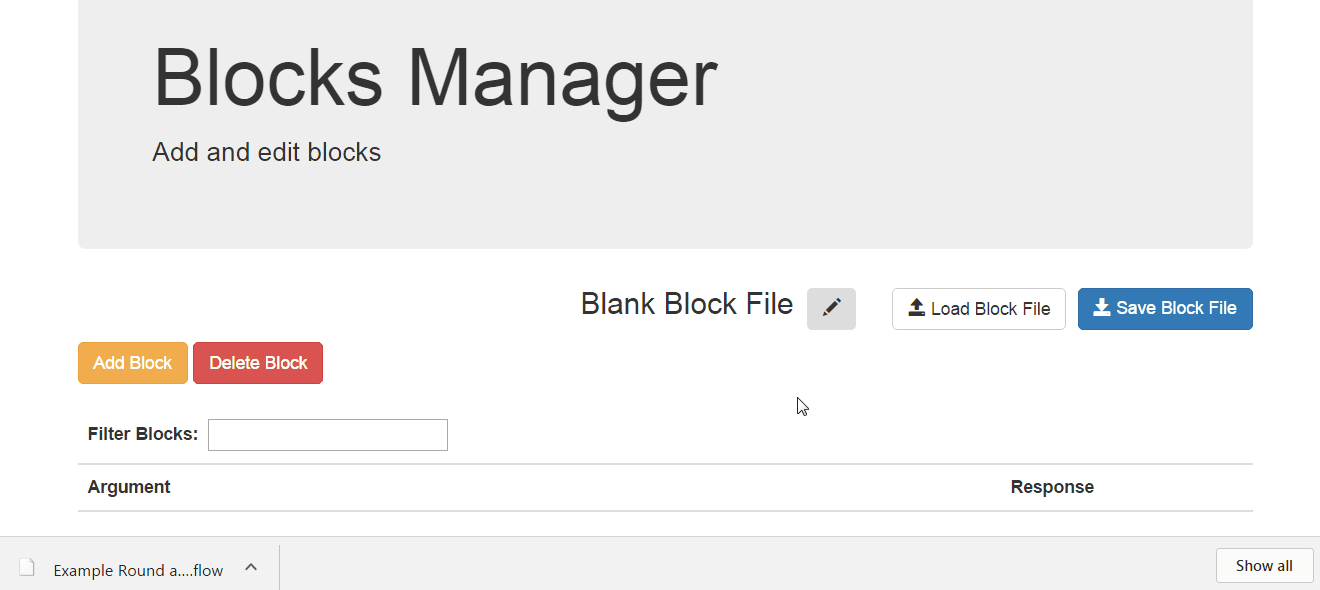 Blocks Manager
Add and edit blocks
Blank Block File
Load Block File
Save Block File
Add Block
Delete Block
Filter Blocks:
Argument
Response
Example Round a....flow
Show all